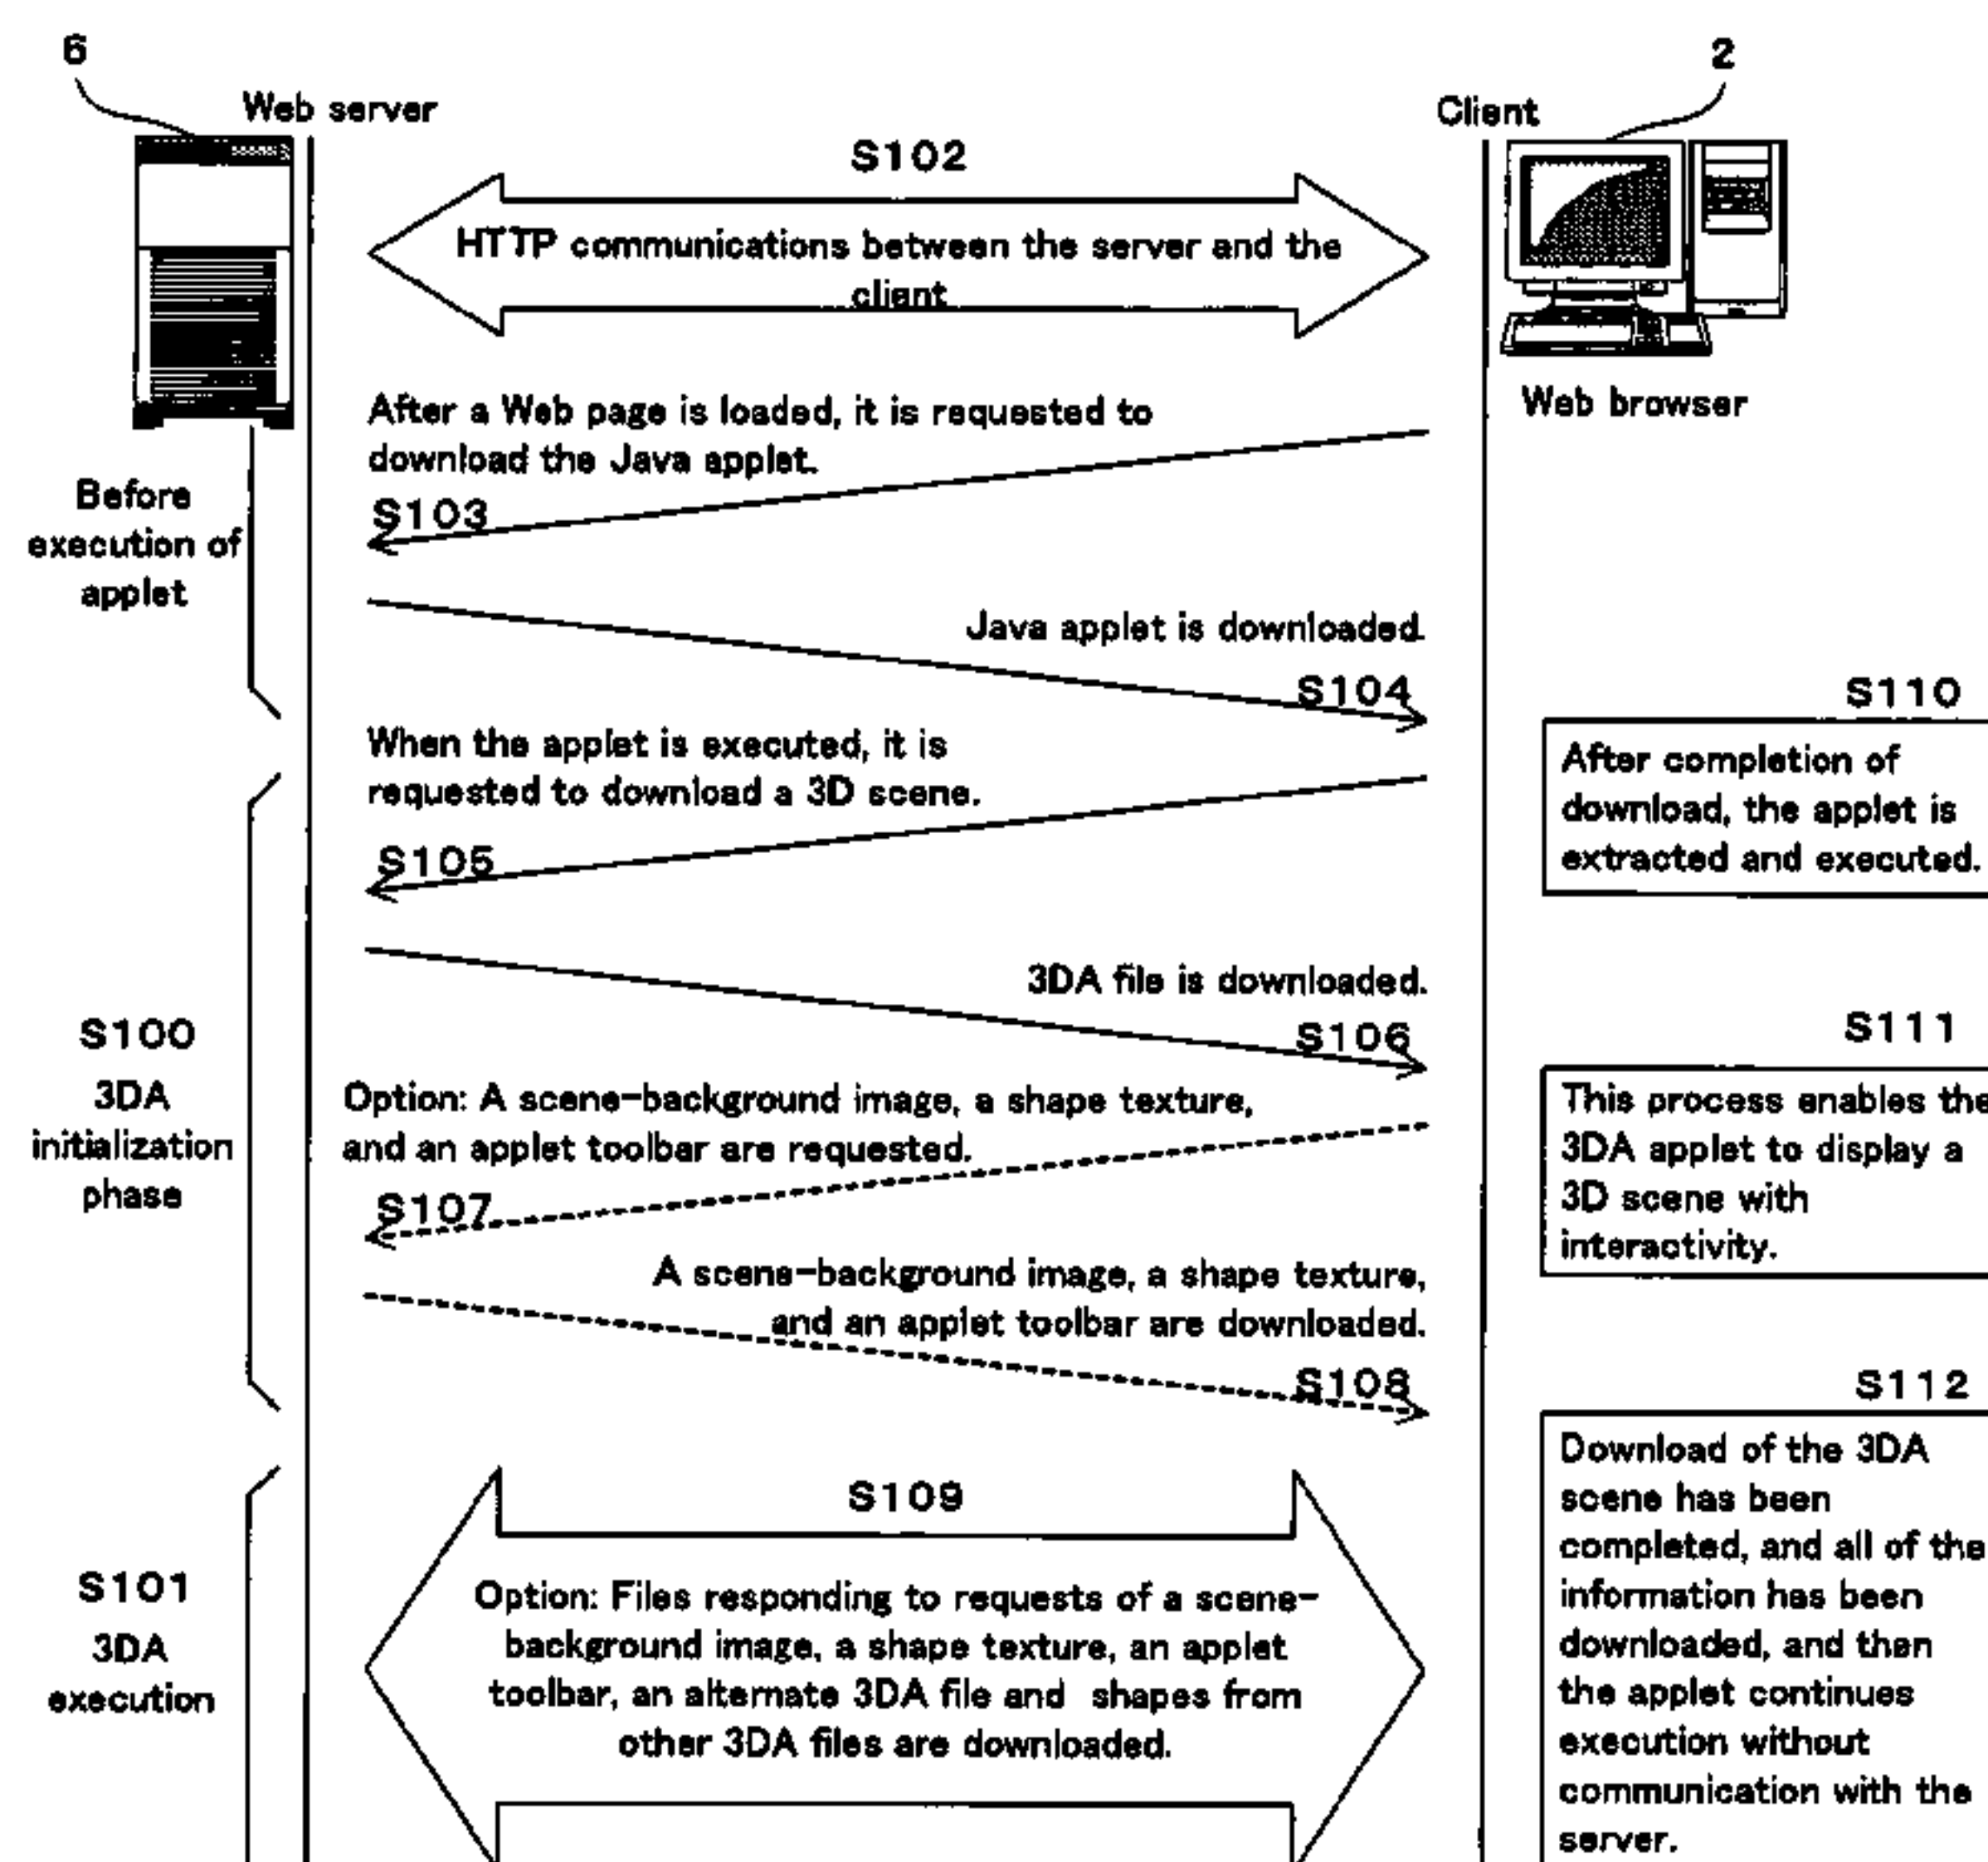 6
2
Web server
Client
S102
HTTP communications between the server and the
client
Web browser
After a Web page is loaded, it is requested to
download the Java applet.
S103
Before
execution of
applet
Java applet is downloaded.
S104
S110
After completion of
download, the applet is
extracted and executed.
When the applet is executed, it is
requested to download a 3D scene.
S105
3DA file is downloaded.
S106
S100
3DA
initialization
phase
S111
This process enables the
3DA applet to display a
3D scene with
interactivity.
Option: A scene-background image, a shape texture,
and an applet toolbar are requested.
S107
A scene-background image, a shape texture,
and an applet toolbar are downloaded.
S108
S112
Download of the 3DA
scene has been
completed, and all of the
information has been
downloaded, and then
the applet continues
execution without
communication with the
server.
S109
Option: Files responding to requests of a scene-
background image, a shape texture, an applet
toolbar, an alternate 3DA file and shapes from
other 3DA files are downloaded.
S101
3DA
execution